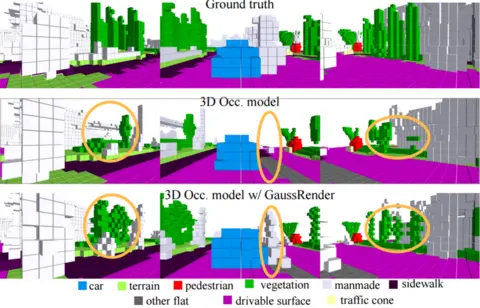 Ground truth
3D Occ. model
3D Occ. model w/ GaussRender
car terrain pedestrian vegetation manmade sidewalk
other flat drivable surface traffic cone